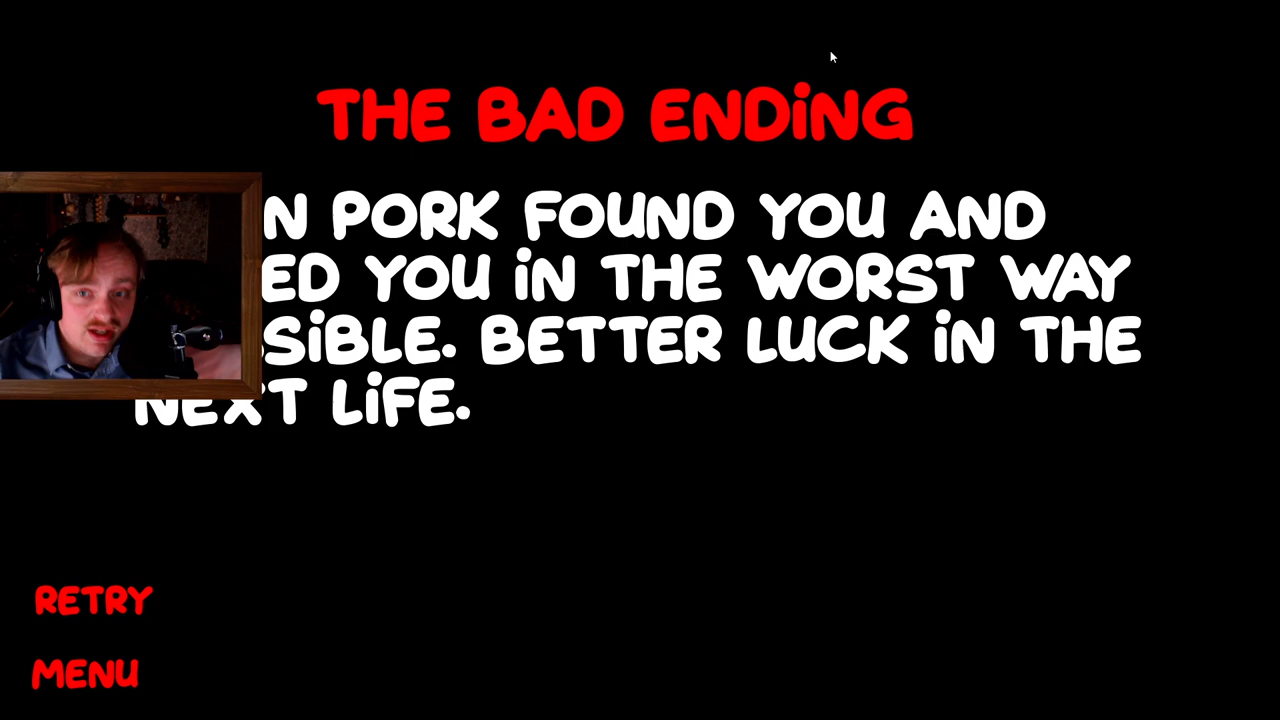 THE BAD ENDiNG
N PORK FOUND YOU AND
ED YOU iN THE WORST WAY
SiBLE. BETTER LUCK iN THE
NEXT LiFE.
RETRY
MENU